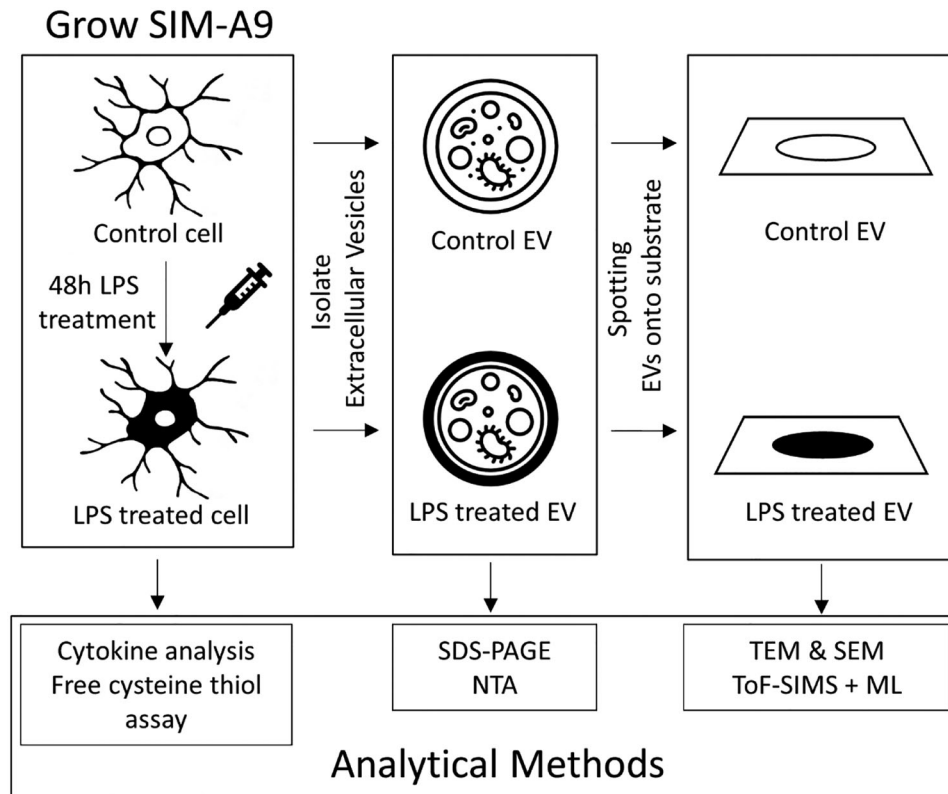 Grow SIM-A9
Control cell
48h LPS
treatment
LPS treated cell
Isolate
Extracellular Vesicles
Control EV
LPS treated EV
Spotting
EVs onto substrate
Control EV
LPS treated EV
Cytokine analysis
Free cysteine thiol
assay
SDS-PAGE
NTA
TEM & SEM
ToF-SIMS + ML
Analytical Methods